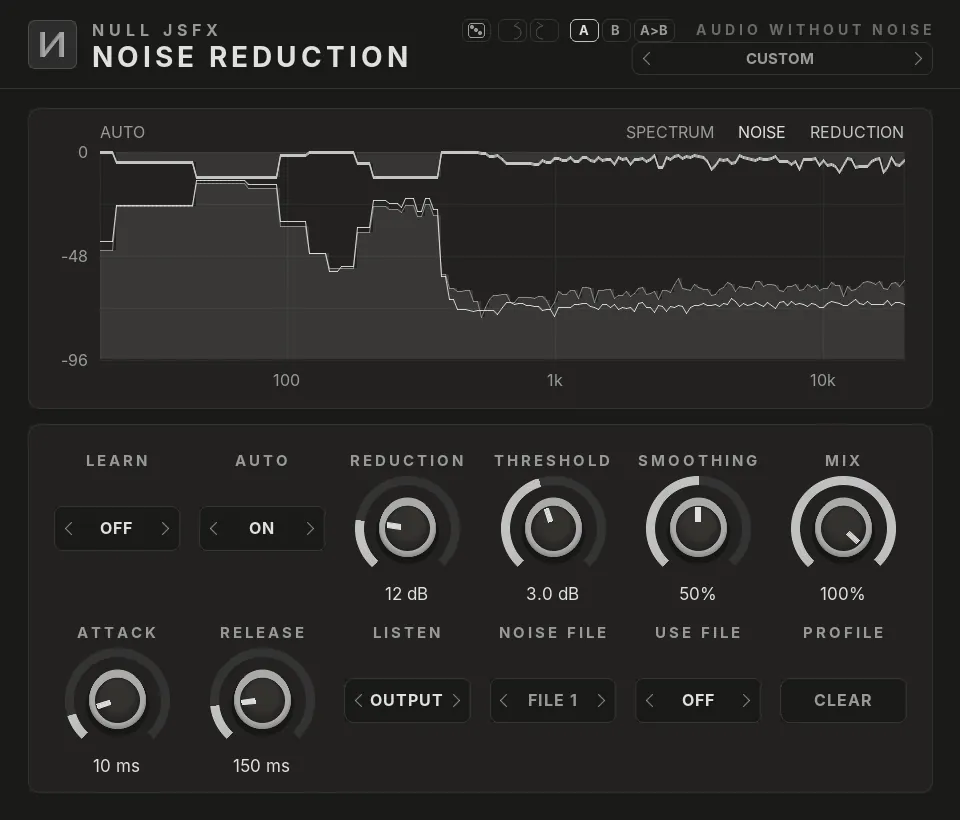 NULL JSFX
NOISE REDUCTION
A B A>B AUDIO WITHOUT NOISE
CUSTOM
AUTO SPECTRUM NOISE REDUCTION
0
-48
-96
100 1k 10k
LEARN AUTO REDUCTION THRESHOLD SMOOTHING MIX
OFF ON
12 dB 3.0 dB 50% 100%
ATTACK RELEASE LISTEN NOISE FILE USE FILE PROFILE
OUTPUT FILE 1 OFF CLEAR
10 ms 150 ms